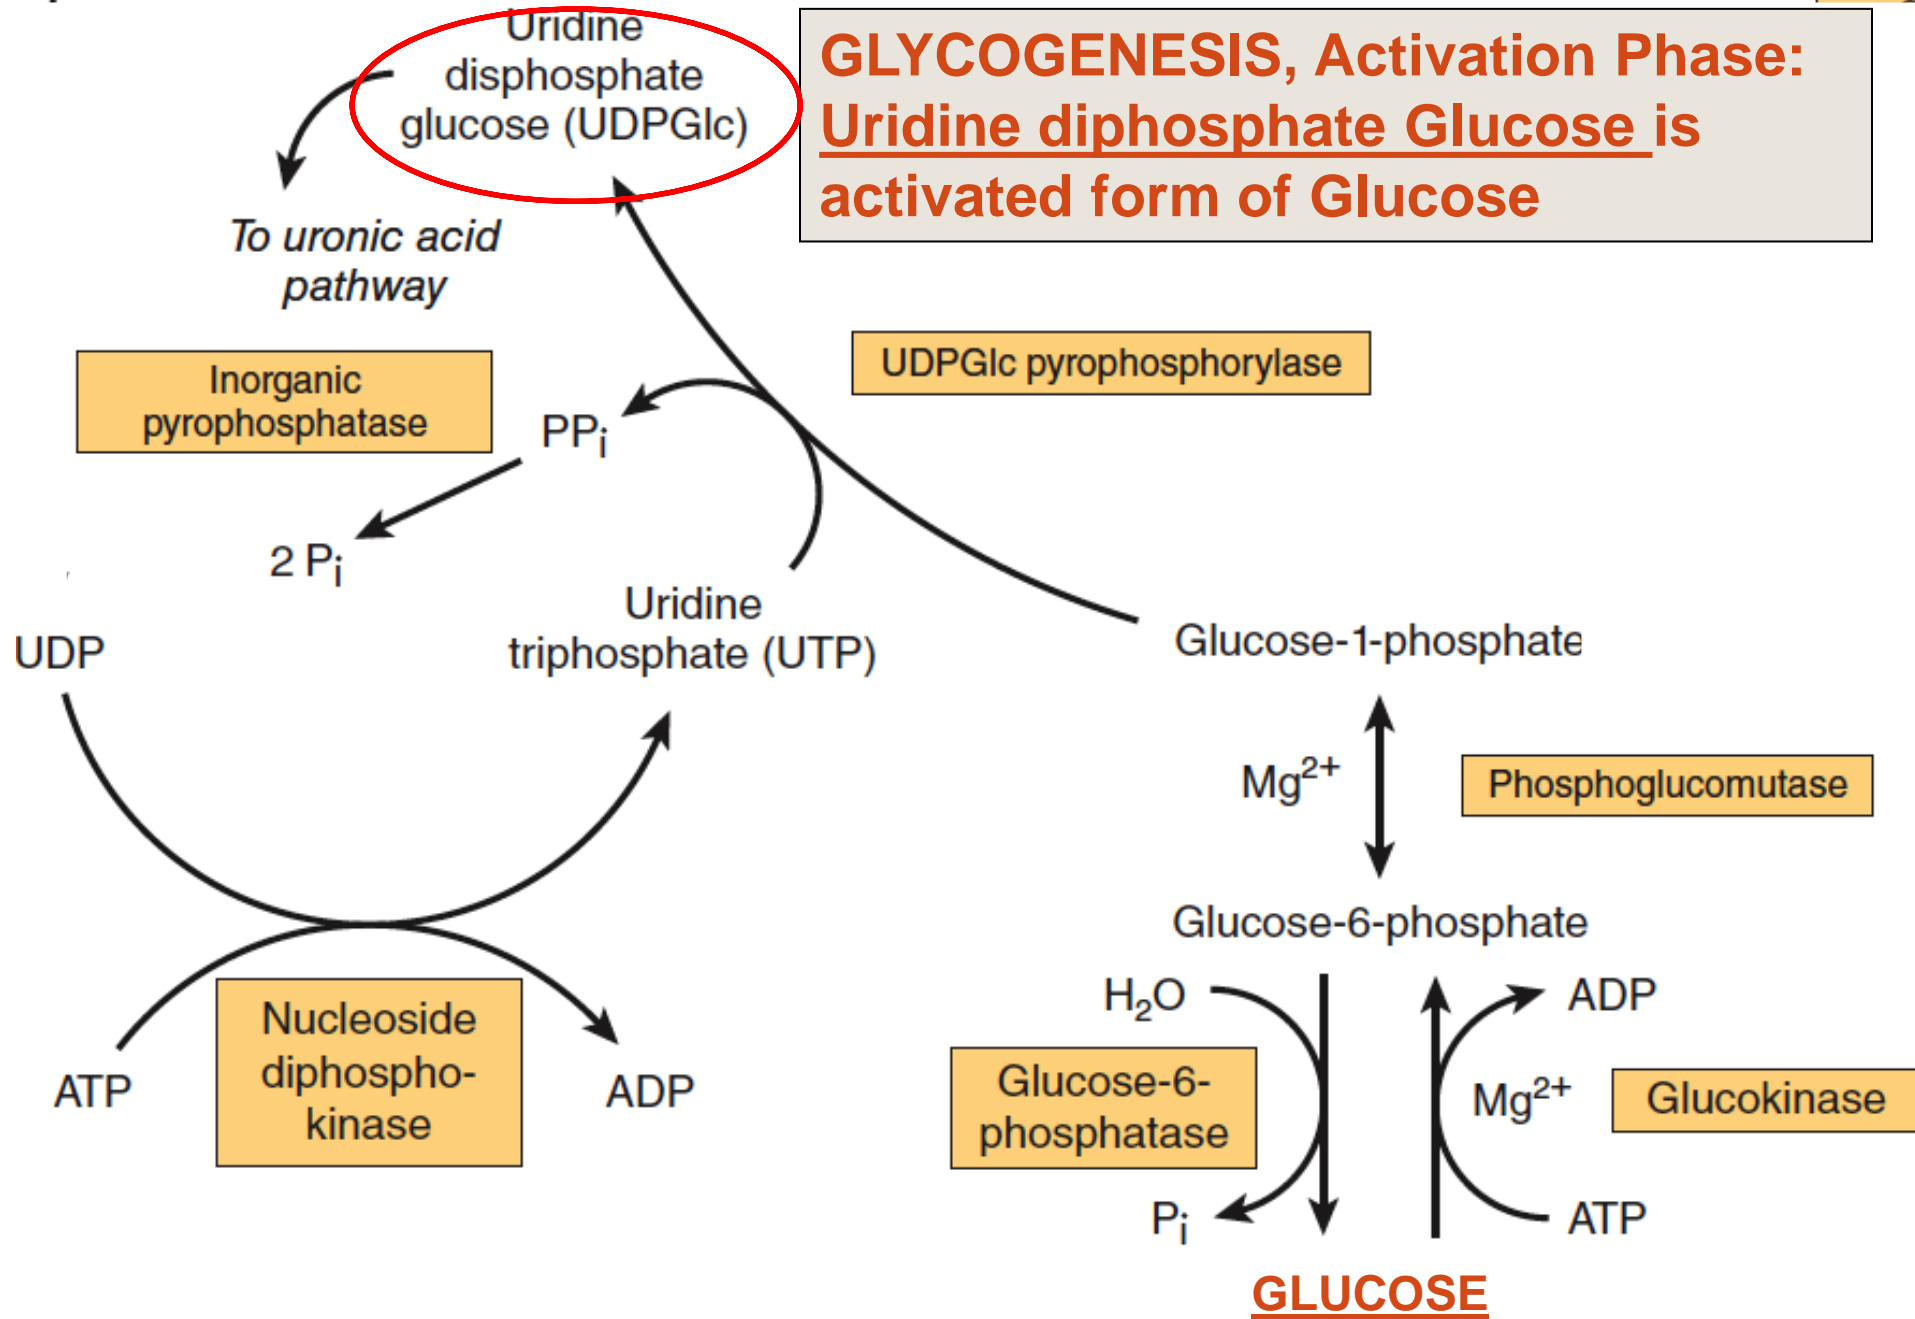 Uridine
disphosphate
glucose (UDPGlc)
GLYCOGENESIS, Activation Phase:
Uridine diphosphate Glucose is
activated form of Glucose
To uronic acid
pathway
UDPGlc pyrophosphorylase
Inorganic
pyrophosphatase
PPi
2 Pi
Uridine
triphosphate (UTP)
UDP
Glucose-1-phosphate
Mg2+
Phosphoglucomutase
Glucose-6-phosphate
Nucleoside
diphospho-
kinase
ATP
ADP
H2O
ADP
Glucose-6-
phosphatase
Mg2+
Glucokinase
Pi
ATP
GLUCOSE